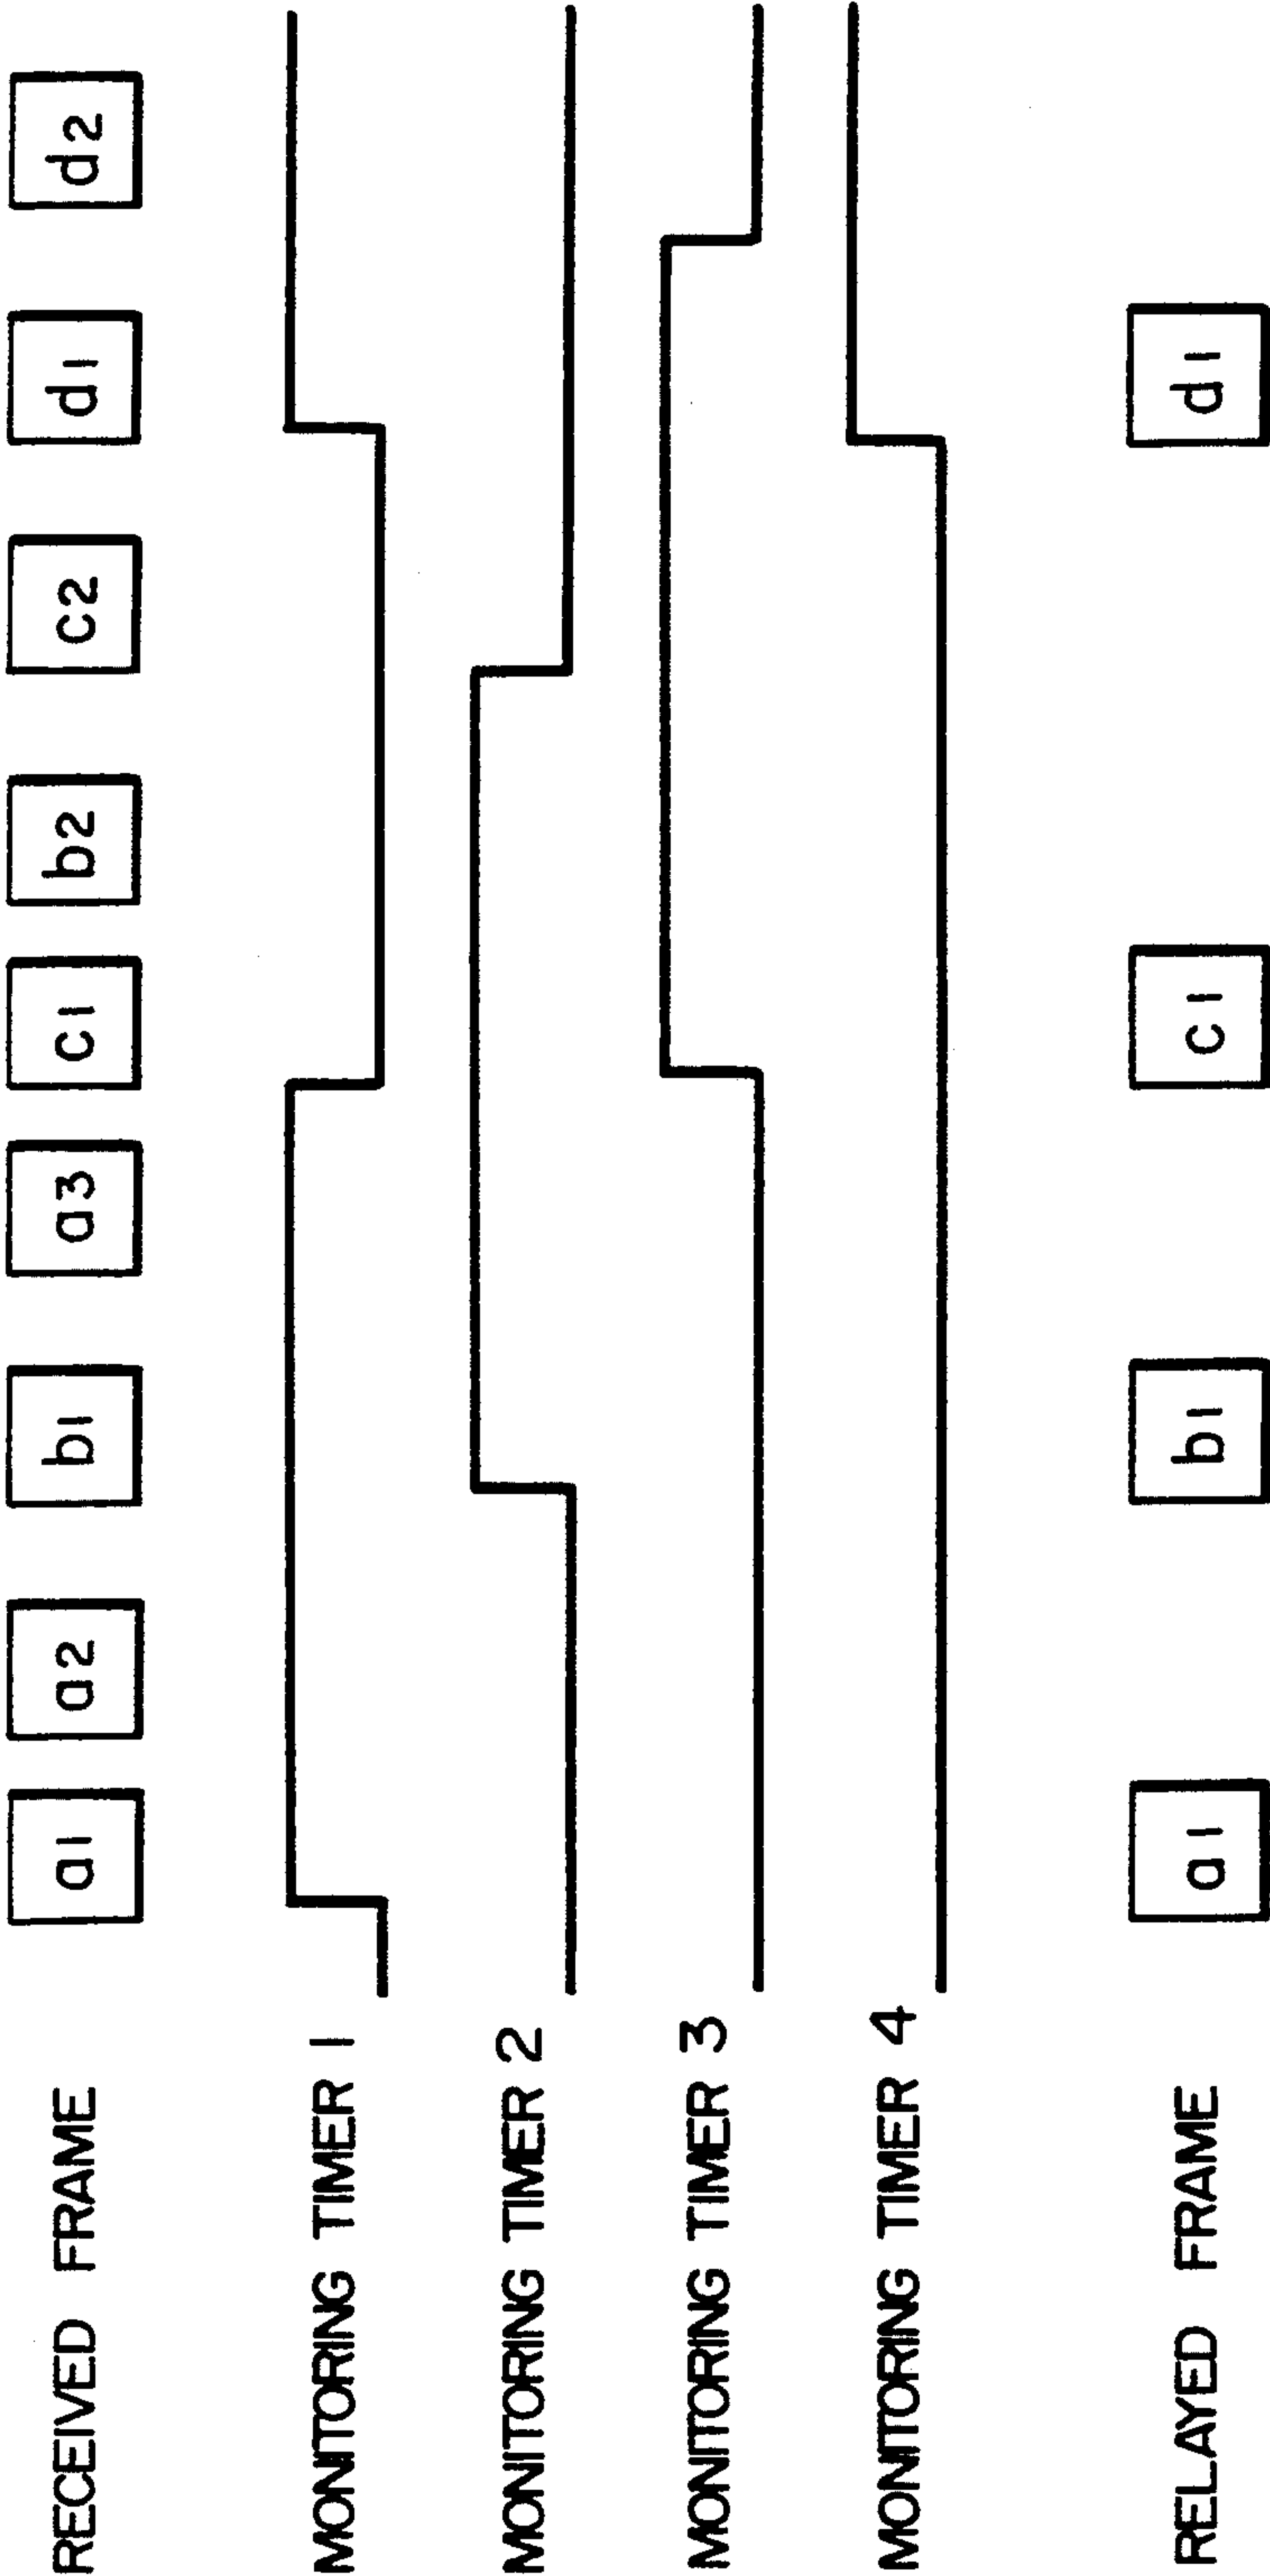 RECEIVED FRAME a1 a2 b1 a3 c1 b2 c2 d1 d2
MONITORING TIMER 1
MONITORING TIMER 2
MONITORING TIMER 3
MONITORING TIMER 4
RELAYED FRAME a1 b1 c1 d1